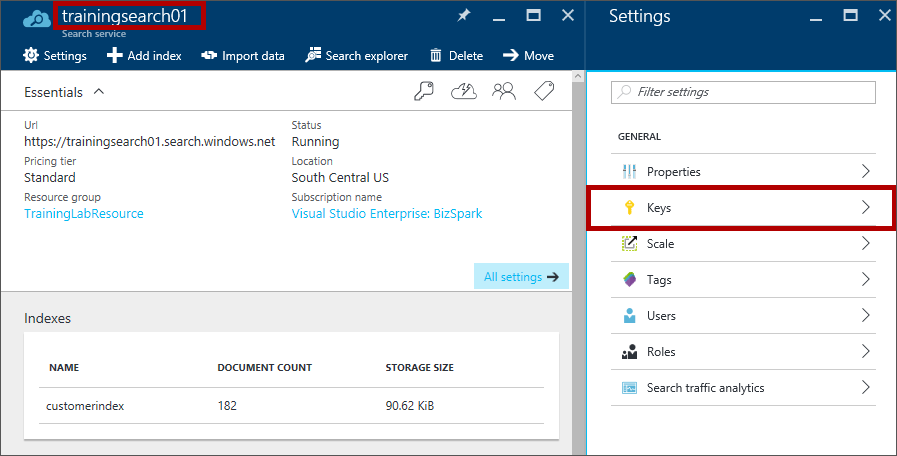 trainingsearch01
Search service
Settings Add index Import data Search explorer Delete Move
Essentials
Url Status
https://trainingsearch01.search.windows.net Running
Pricing tier Location
Standard South Central US
Resource group Subscription name
TrainingLabResource Visual Studio Enterprise: BizSpark
All settings
Indexes
NAME DOCUMENT COUNT STORAGE SIZE
customerindex 182 90.62 KiB
Settings
Filter settings
GENERAL
Properties
Keys
Scale
Tags
Users
Roles
Search traffic analytics